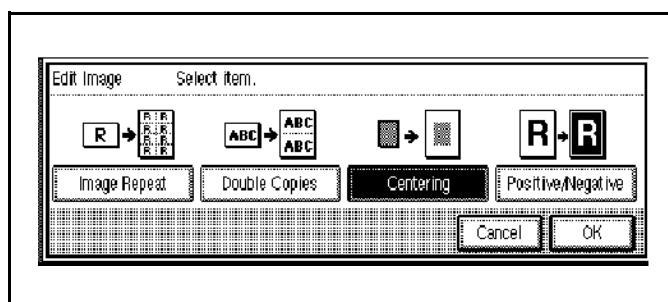 Edit Image Select item.
R R R R R R R R R ABC ABC ABC R R
Image Repeat Double Copies Centering Positive/Negative
Cancel OK